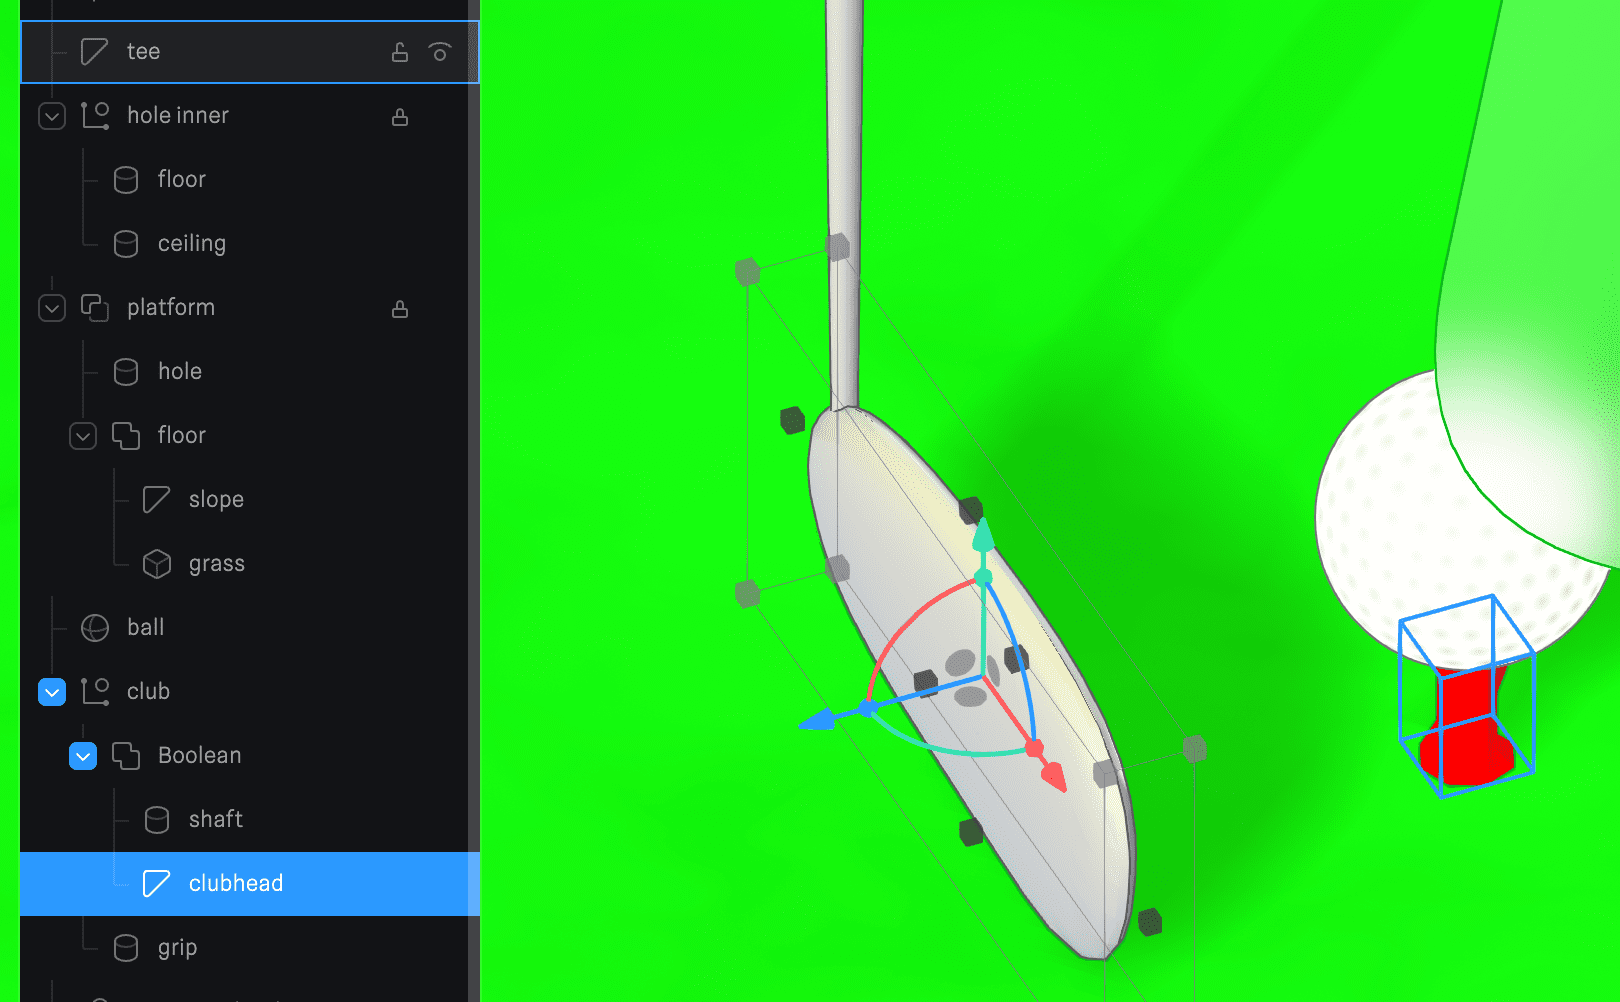 tee
hole inner
floor
ceiling
platform
hole
floor
slope
grass
ball
club
Boolean
shaft
clubhead
grip